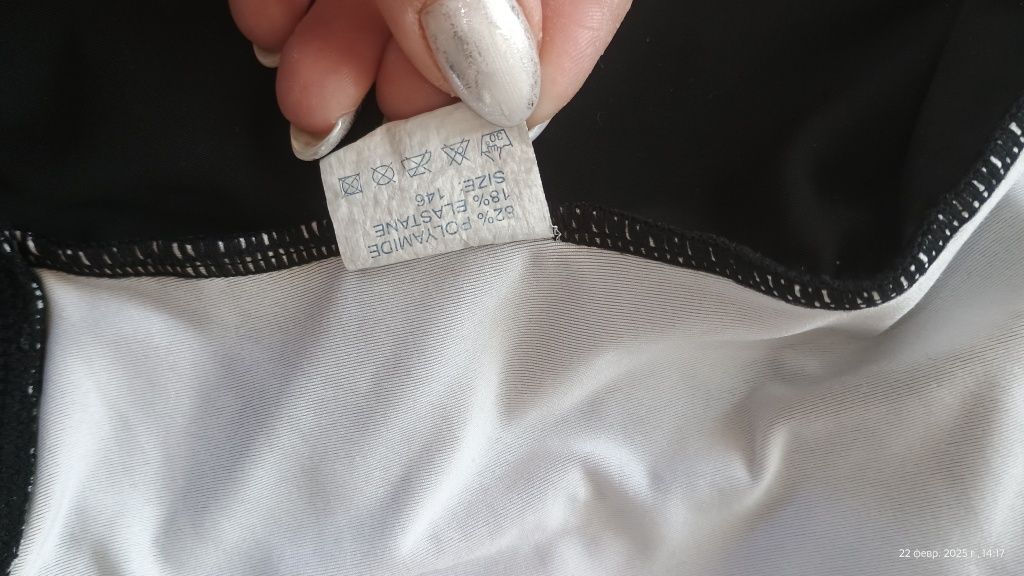 82% POLYAMIDE
18% ELASTANE
SIZE: 146
30°
22 февр. 2025 г., 14:17